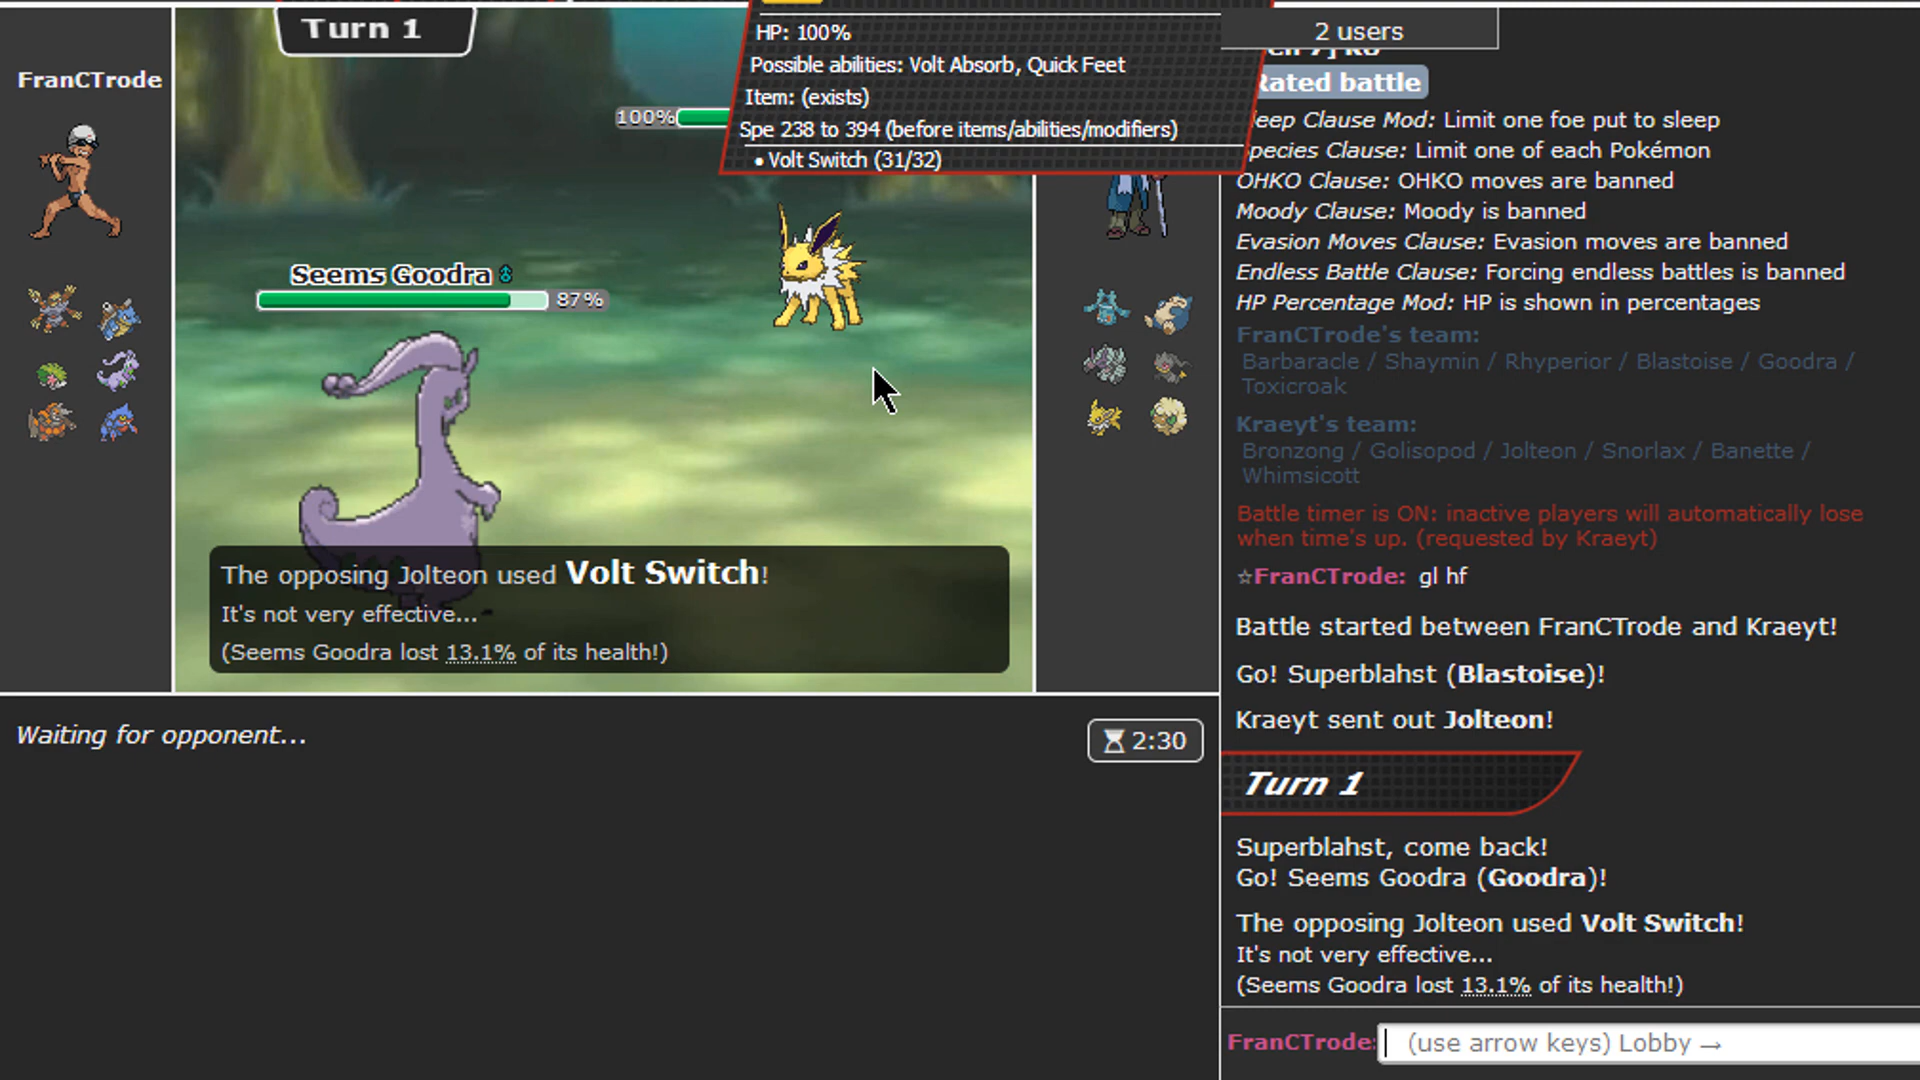 Turn 1
FranCTrode
100%
HP: 100%
Possible abilities: Volt Absorb, Quick Feet
Item: (exists)
Spe 238 to 394 (before items/abilities/modifiers)
• Volt Switch (31/32)
Seems Goodra
87%
The opposing Jolteon used Volt Switch!
It's not very effective...
(Seems Goodra lost 13.1% of its health!)
Waiting for opponent...
2:30
2 users
Rated battle
Sleep Clause Mod: Limit one foe put to sleep
Species Clause: Limit one of each Pokémon
OHKO Clause: OHKO moves are banned
Moody Clause: Moody is banned
Evasion Moves Clause: Evasion moves are banned
Endless Battle Clause: Forcing endless battles is banned
HP Percentage Mod: HP is shown in percentages
FranCTrode's team:
Barbaracle / Shaymin / Rhyperior / Blastoise / Goodra /
Toxicroak
Kraeyt's team:
Bronzong / Golisopod / Jolteon / Snorlax / Banette /
Whimsicott
Battle timer is ON: inactive players will automatically lose
when time's up. (requested by Kraeyt)
☆FranCTrode: gl hf
Battle started between FranCTrode and Kraeyt!
Go! Superblahst (Blastoise)!
Kraeyt sent out Jolteon!
Turn 1
Superblahst, come back!
Go! Seems Goodra (Goodra)!
The opposing Jolteon used Volt Switch!
It's not very effective...
(Seems Goodra lost 13.1% of its health!)
FranCTrode: (use arrow keys) Lobby →